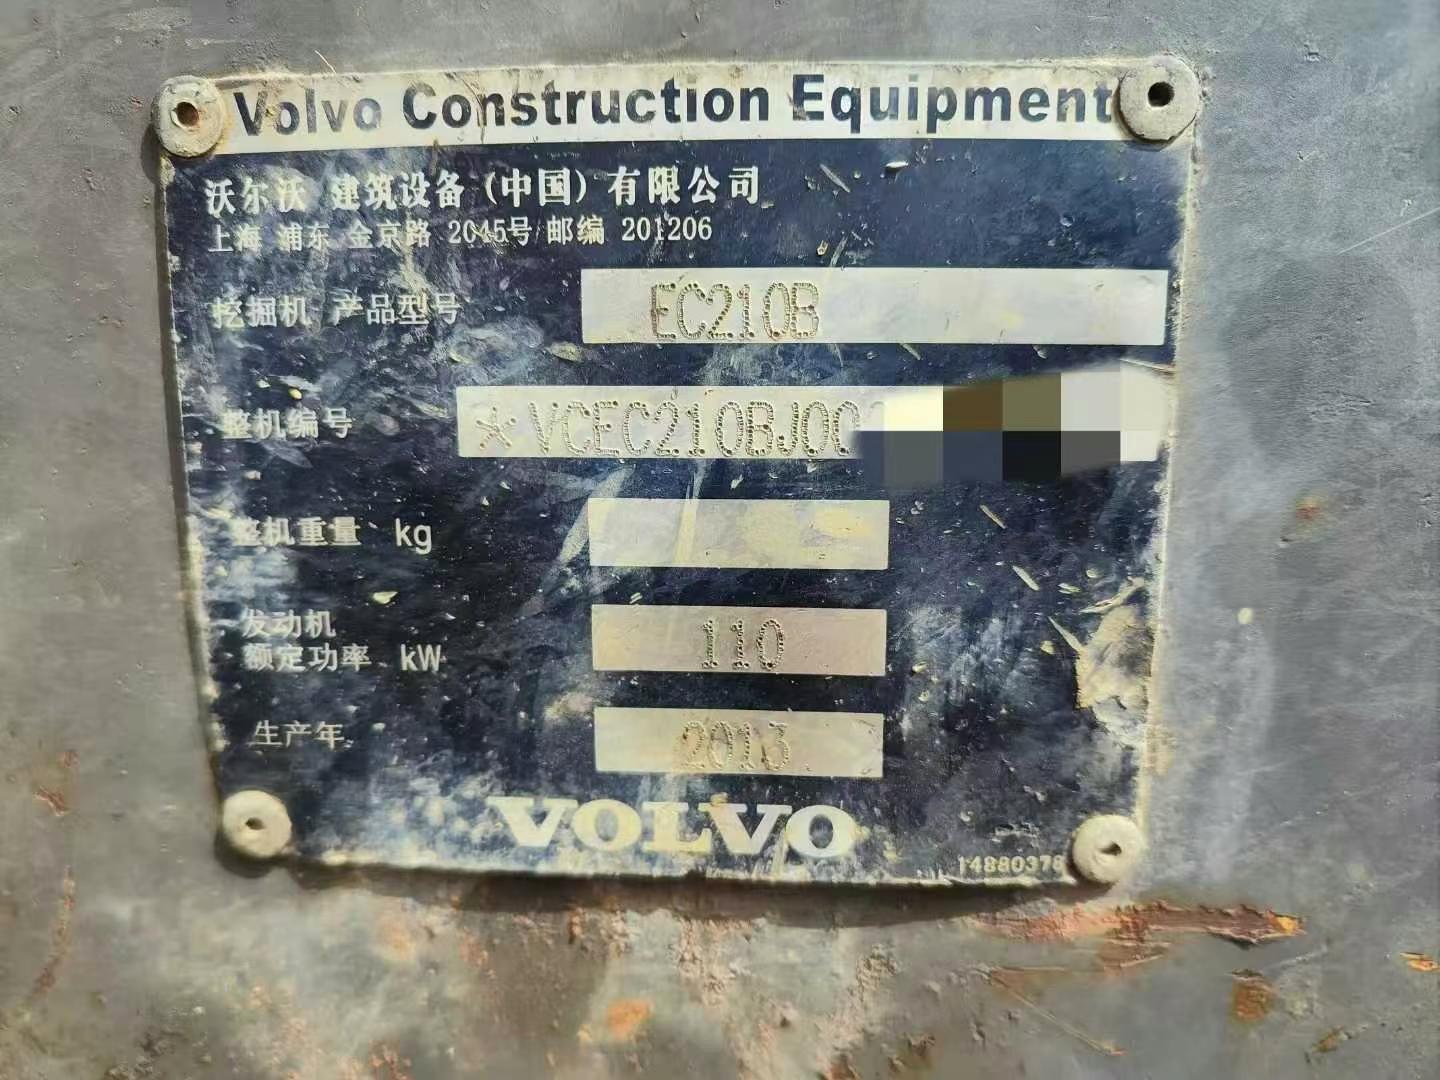 Volvo Construction Equipment
沃尔沃 建筑设备 (中国) 有限公司
上海 浦东 金京路 2045号 邮编 201206
挖掘机 产品型号 EC210B
整机编号 *VCEC210BJ00
整机重量 kg
发动机
额定功率 kW 110
生产年 2013
VOLVO
14880378